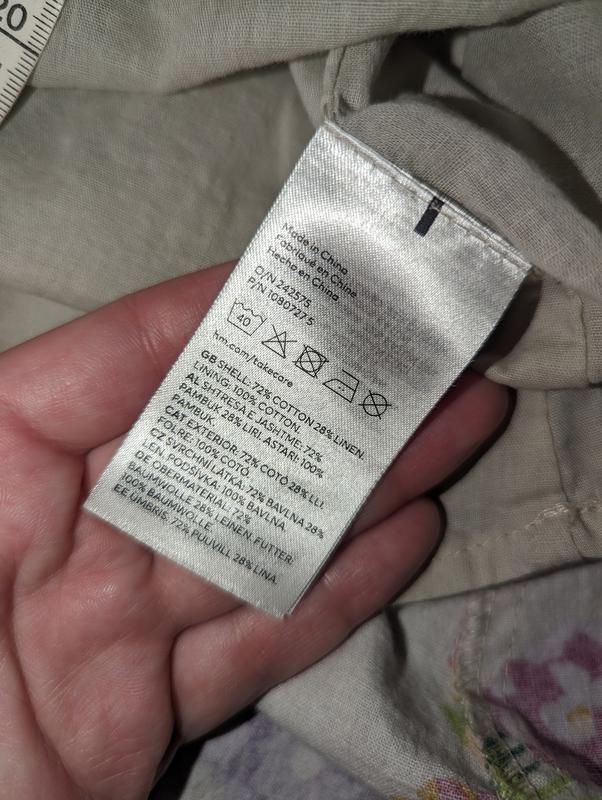 20
Made in China
Fabriqué en Chine
Hecho en China
D/N 242575
P/N 1080727.5
40
hm.com/takecare
GB SHELL: 72% COTTON 28% LINEN.
LINING: 100% COTTON.
AL SHTRESA E JASHTME: 72%
PAMBUK 28% LIRI. ASTARI: 100%
PAMBUK.
CAT EXTERIOR: 72% COTÓ 28% LLI.
FOLRE: 100% COTÓ.
CZ SVRCHNÍ LÁTKA: 72% BAVLNA 28%
LEN. PODŠÍVKA: 100% BAVLNA.
DE OBERMATERIAL: 72%
BAUMWOLLE 28% LEINEN. FUTTER:
100% BAUMWOLLE.
EE ÜMBRIS: 72% PUUVILL 28% LINA.